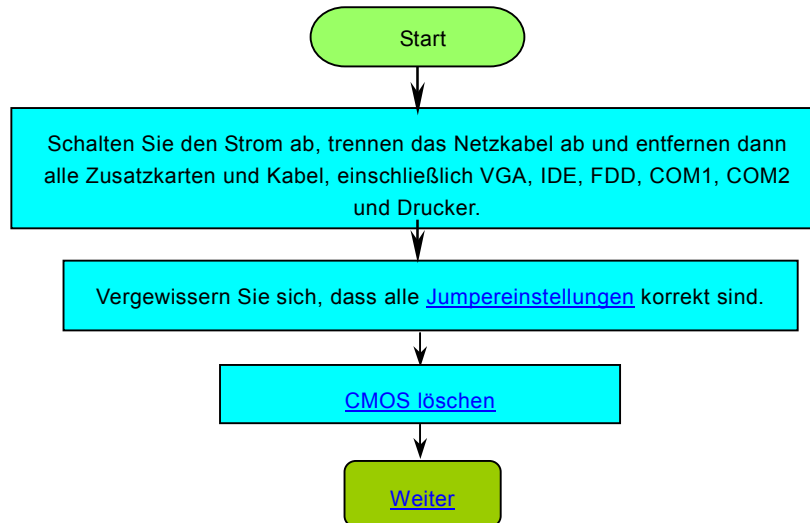 Start
Schalten Sie den Strom ab, trennen das Netzkabel ab und entfernen dann
alle Zusatzkarten und Kabel, einschließlich VGA, IDE, FDD, COM1, COM2
und Drucker.
Vergewissern Sie sich, dass alle Jumpereinstellungen korrekt sind.
CMOS löschen
Weiter